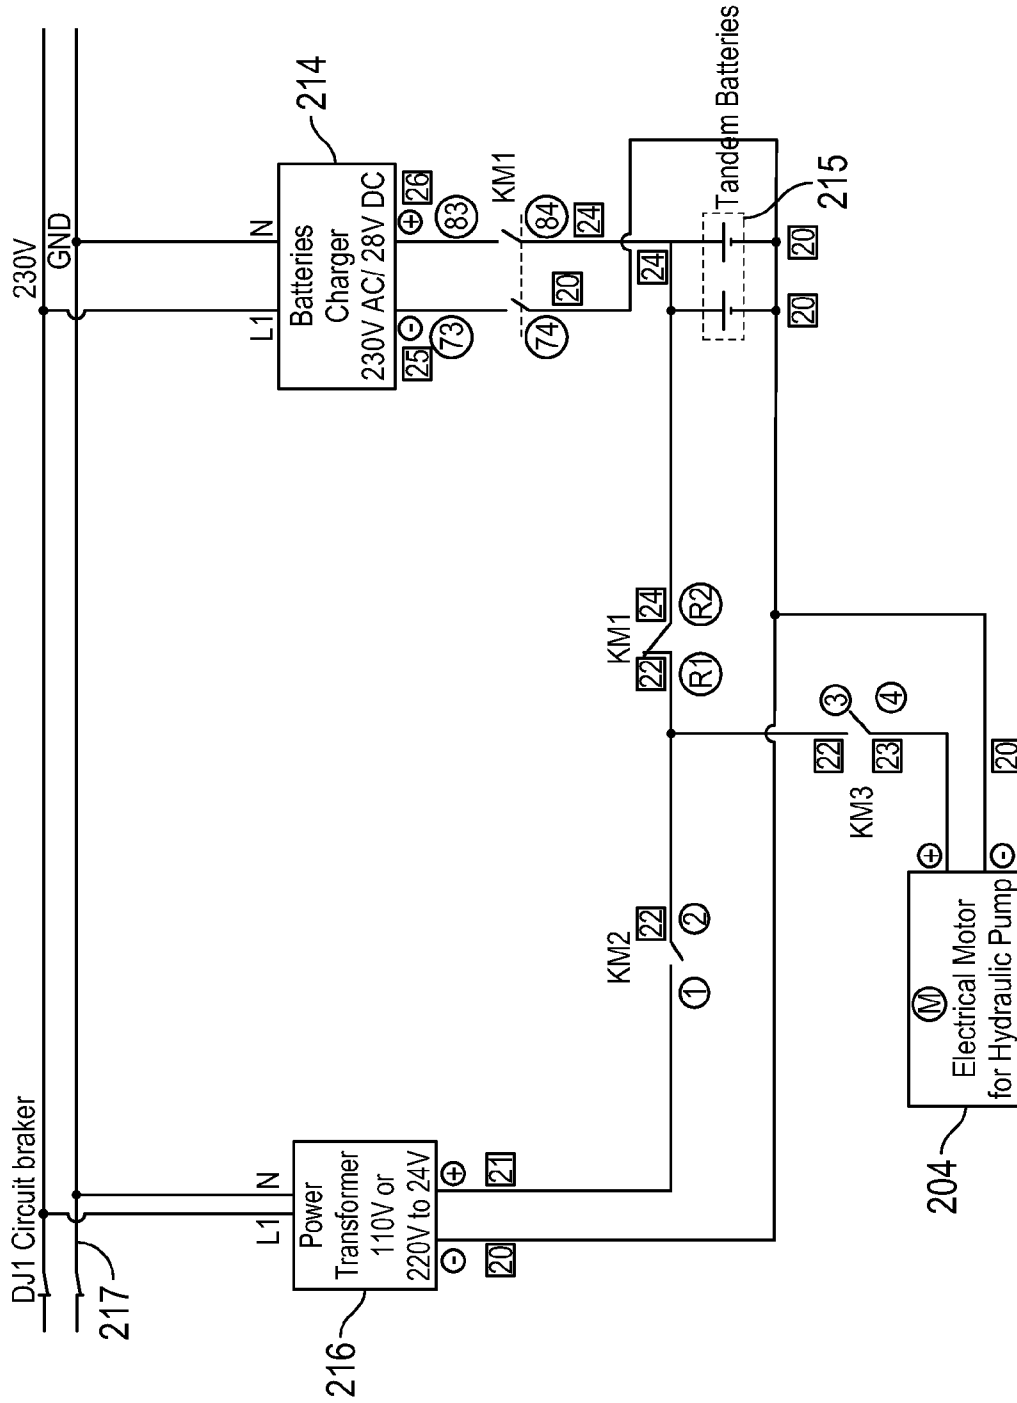 DJ1 Circuit braker
217
230V
GND
L1
N
Power
Transformer
110V or
220V to 24V
216
-
+
20
21
L1
N
Batteries
Charger
230V AC/ 28V DC
214
-
+
25
26
73
83
KM1
74
84
20
24
24
Tandem Batteries
215
20
20
KM1
22
24
R1
R2
KM2
22
1
2
KM3
22
23
3
4
20
+
-
M
Electrical Motor
for Hydraulic Pump
204